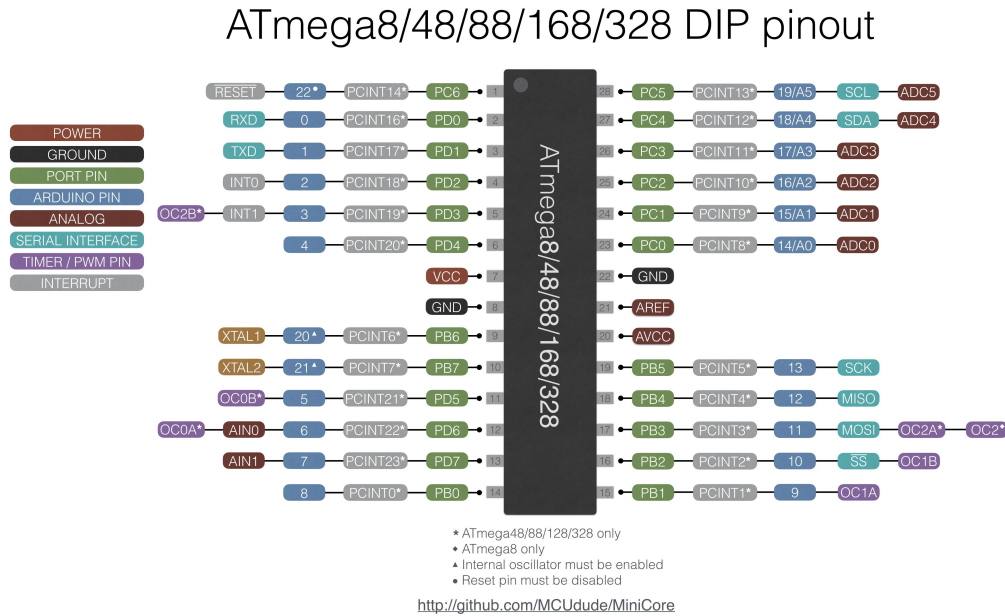 ATmega8/48/88/168/328 DIP pinout
POWER
GROUND
PORT PIN
ARDUINO PIN
ANALOG
SERIAL INTERFACE
TIMER / PWM PIN
INTERRUPT
RESET 22• PCINT14* PC6 1
RXD 0 PCINT16* PD0 2
TXD 1 PCINT17* PD1 3
INT0 2 PCINT18* PD2 4
OC2B* INT1 3 PCINT19* PD3 5
4 PCINT20* PD4 6
VCC 7
GND 8
XTAL1 20▴ PCINT6* PB6 9
XTAL2 21▴ PCINT7* PB7 10
OC0B* 5 PCINT21* PD5 11
OC0A* AIN0 6 PCINT22* PD6 12
AIN1 7 PCINT23* PD7 13
8 PCINT0* PB0 14
ATmega8/48/88/168/328
28 PC5 PCINT13* 19/A5 SCL ADC5
27 PC4 PCINT12* 18/A4 SDA ADC4
26 PC3 PCINT11* 17/A3 ADC3
25 PC2 PCINT10* 16/A2 ADC2
24 PC1 PCINT9* 15/A1 ADC1
23 PC0 PCINT8* 14/A0 ADC0
22 GND
21 AREF
20 AVCC
19 PB5 PCINT5* 13 SCK
18 PB4 PCINT4* 12 MISO
17 PB3 PCINT3* 11 MOSI OC2A* OC2⬥
16 PB2 PCINT2* 10 S̅S̅ OC1B
15 PB1 PCINT1* 9 OC1A
* ATmega48/88/128/328 only
⬥ ATmega8 only
▴ Internal oscillator must be enabled
• Reset pin must be disabled
http://github.com/MCUdude/MiniCore